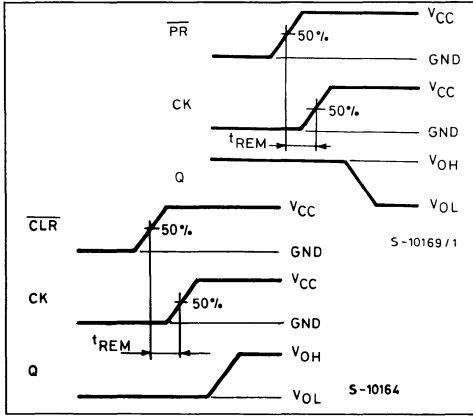 VCC
PR
50%
GND
VCC
CK
50%
GND
tREM
VOH
Q
VOL
S-10169/1
VCC
CLR
50%
GND
VCC
CK
50%
GND
tREM
VOH
Q
VOL
S-10164